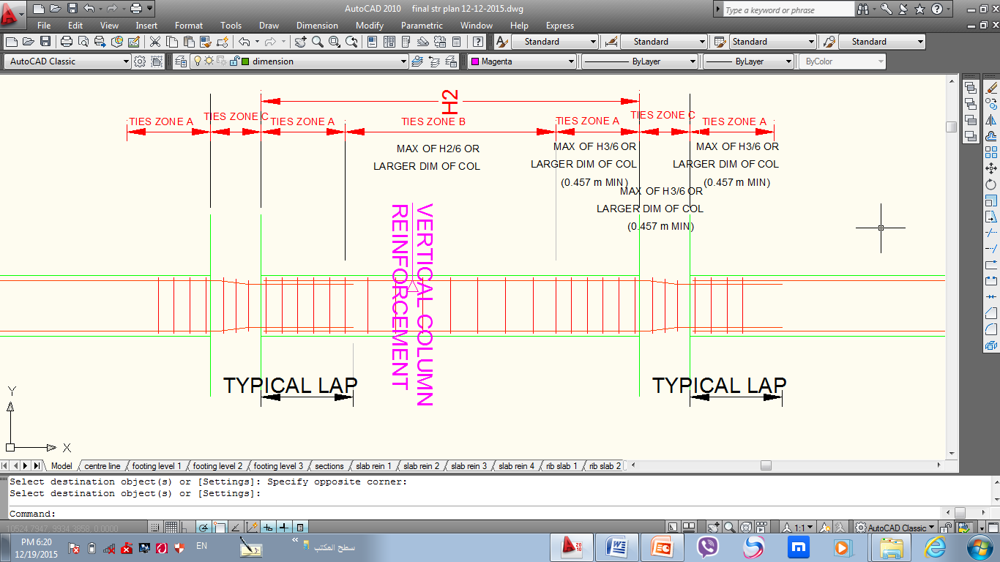 AutoCAD 2010 final str plan 12-12-2015.dwg
Type a keyword or phrase
File Edit View Insert Format Tools Draw Dimension Modify Parametric Window Help Express
Standard Standard Standard Standard
AutoCAD Classic dimension Magenta ByLayer ByLayer ByColor
H2
TIES ZONE A TIES ZONE C TIES ZONE A TIES ZONE B TIES ZONE A TIES ZONE C TIES ZONE A
MAX OF H2/6 OR
LARGER DIM OF COL
MAX OF H3/6 OR
LARGER DIM OF COL
(0.457 m MIN)
MAX OF H3/6 OR
LARGER DIM OF COL
(0.457 m MIN)
MAX OF H3/6 OR
LARGER DIM OF COL
(0.457 m MIN)
VERTICAL COLUMN
REINFORCEMENT
TYPICAL LAP TYPICAL LAP
Y
X
Model centre line footing level 1 footing level 2 footing level 3 sections slab rein 1 slab rein 2 slab rein 3 slab rein 4 rib slab 1 rib slab 2
Select destination object(s) or [Settings]: Specify opposite corner:
Select destination object(s) or [Settings]:
Command:
10524.7947, 9934.3858, 0.0000 1:1 AutoCAD Classic
PM 6:20
12/19/2015
EN
سطح المكتب